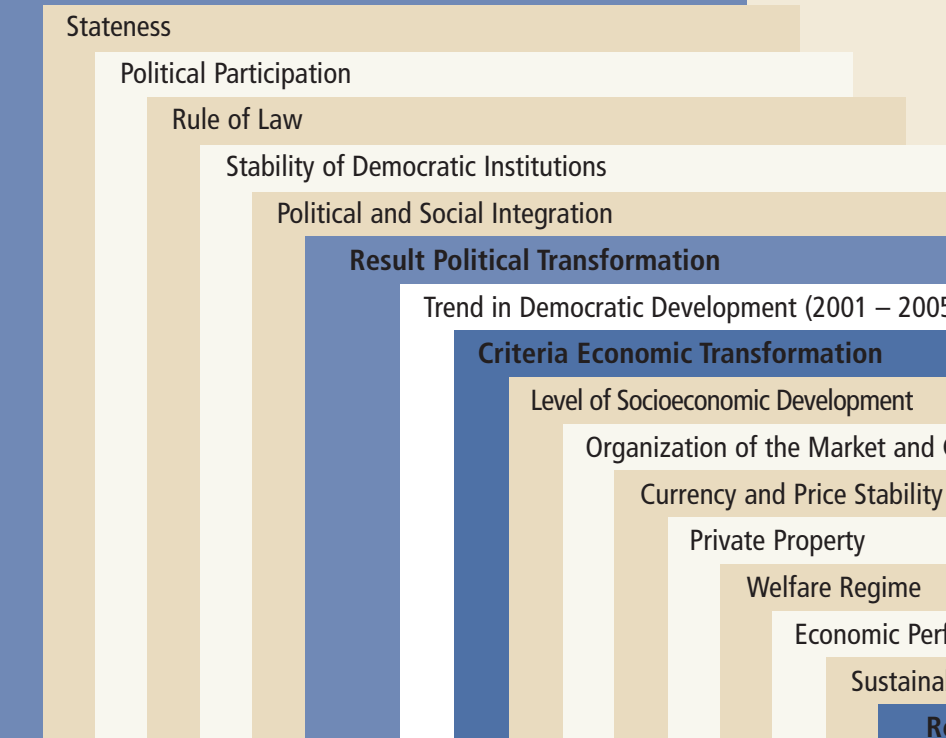 Stateness
Political Participation
Rule of Law
Stability of Democratic Institutions
Political and Social Integration
Result Political Transformation
Trend in Democratic Development (2001 – 2005
Criteria Economic Transformation
Level of Socioeconomic Development
Organization of the Market and
Currency and Price Stability
Private Property
Welfare Regime
Economic